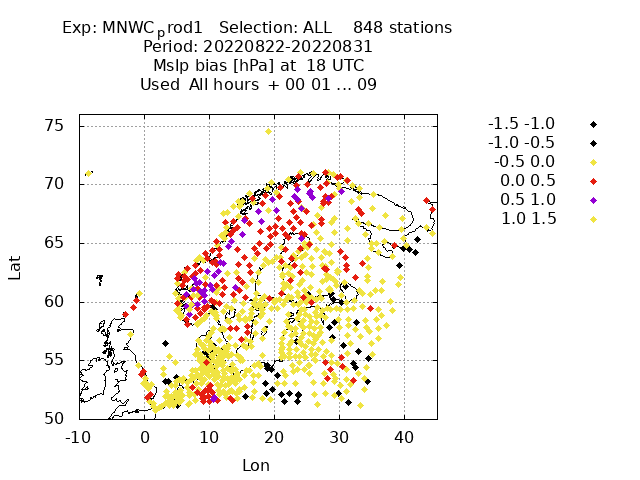 Exp: MNWCprod1   Selection: ALL    848 stations
Period: 20220822-20220831
Mslp bias [hPa] at  18 UTC
Used  All hours  + 00 01 ... 09
75
70
65
60
55
50
-10 0 10 20 30 40
Lat
Lon
-1.5 -1.0
-1.0 -0.5
-0.5 0.0
0.0 0.5
0.5 1.0
1.0 1.5